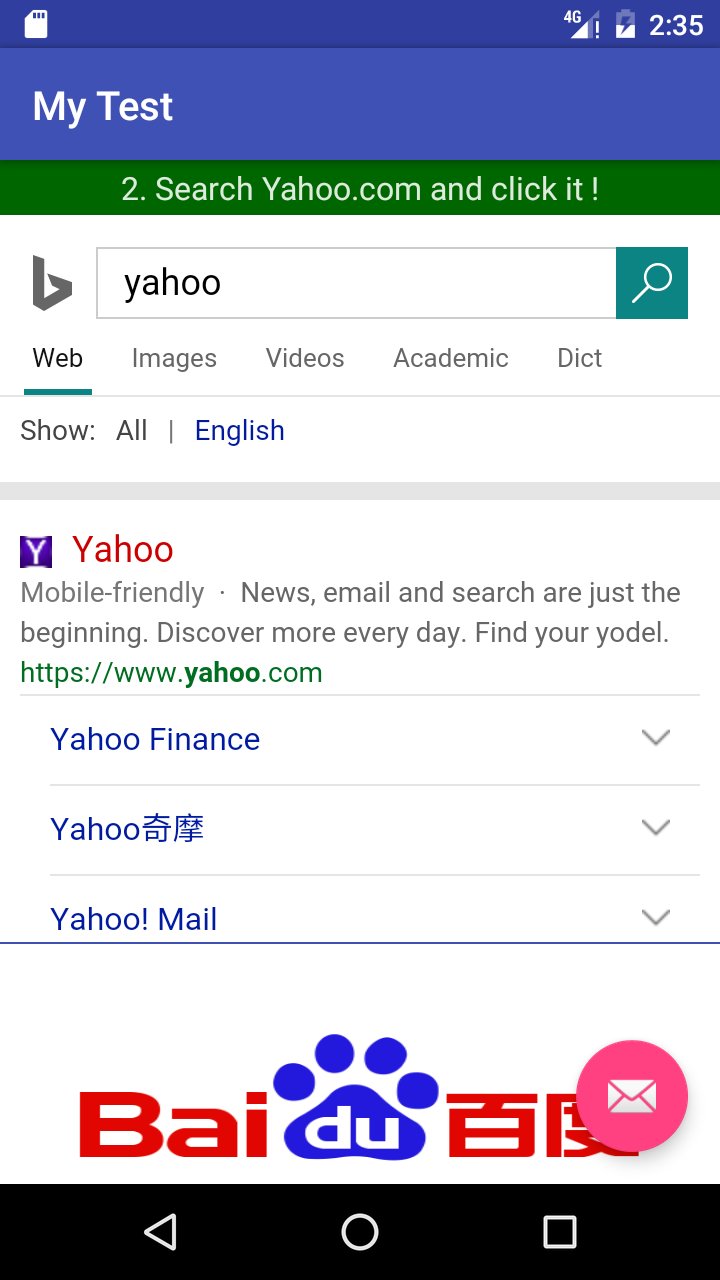 4G 2:35
My Test
2. Search Yahoo.com and click it !
yahoo
Web Images Videos Academic Dict
Show: All | English
Y Yahoo
Mobile-friendly · News, email and search are just the
beginning. Discover more every day. Find your yodel.
https://www.yahoo.com
Yahoo Finance
Yahoo奇摩
Yahoo! Mail
Bai du 百度